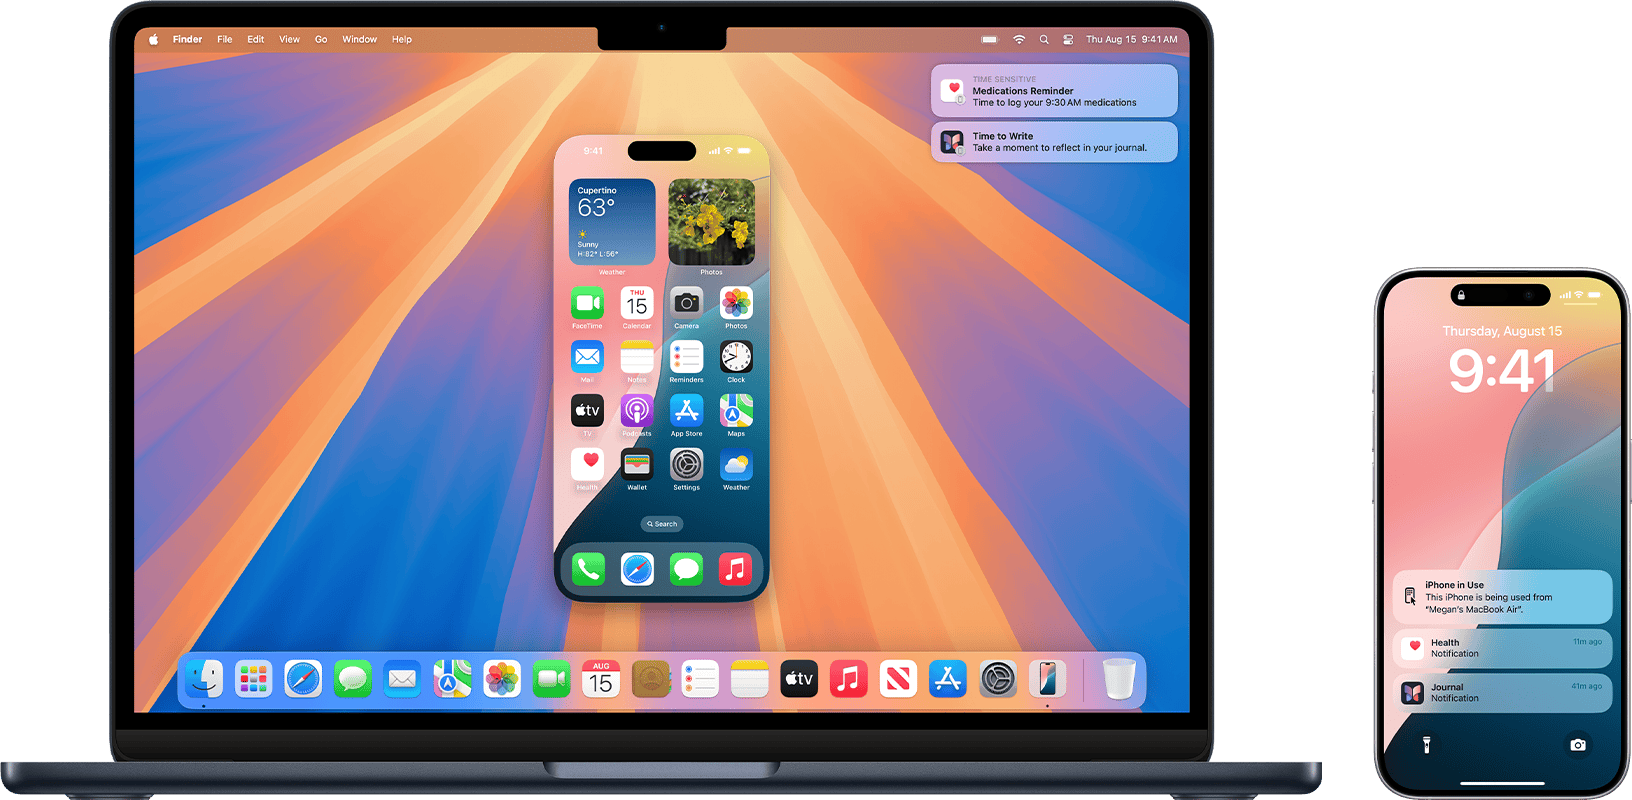 Finder File Edit View Go Window Help
Thu Aug 15 9:41 AM
TIME SENSITIVE
Medications Reminder
Time to log your 9:30 AM medications
Time to Write
Take a moment to reflect in your journal.
9:41
Cupertino
63°
Sunny
H:82° L:56°
Weather Photos
THU
15
FaceTime Calendar Camera Photos
Mail Notes Reminders Clock
tv
TV Podcasts App Store Maps
Health Wallet Settings Weather
Search
AUG
15
tv
Thursday, August 15
9:41
iPhone in Use
This iPhone is being used from
“Megan’s MacBook Air”.
Health 11m ago
Notification
Journal 41m ago
Notification